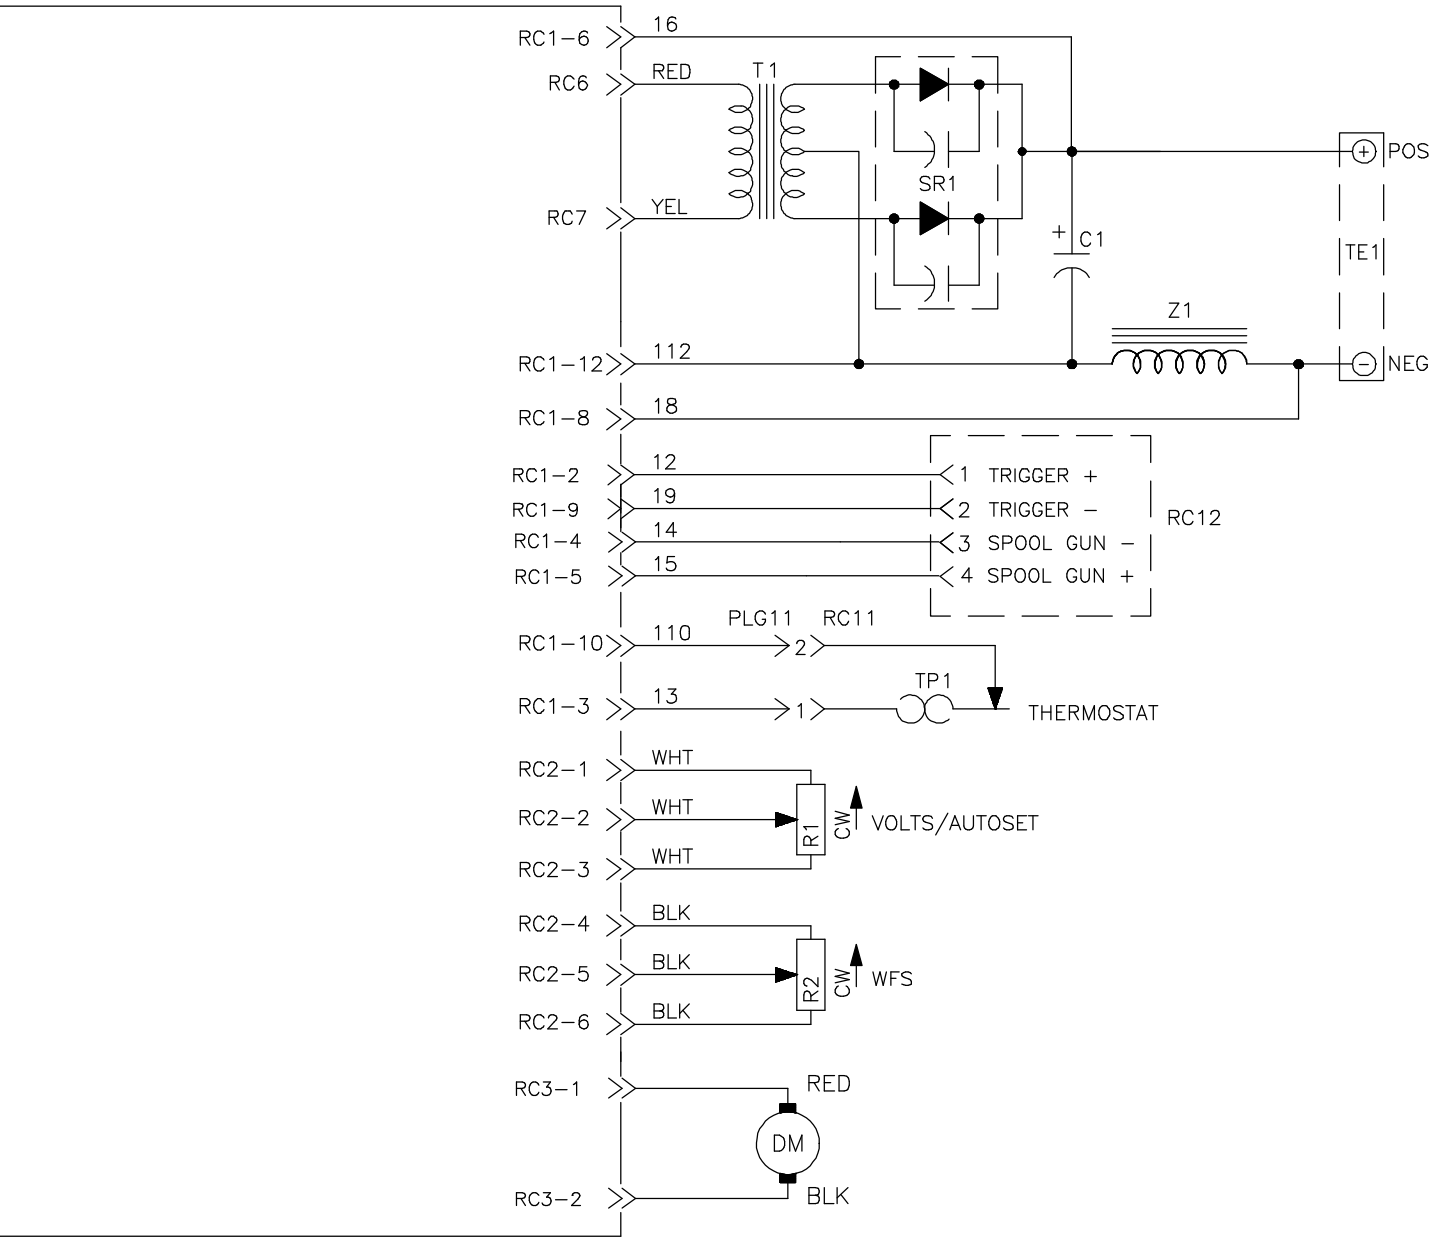 RC1-6 16
RC6 RED T1
SR1
+ POS
RC7 YEL
+ C1
TE1
Z1
RC1-12 112
- NEG
RC1-8 18
RC1-2 12 1 TRIGGER +
RC1-9 19 2 TRIGGER -
RC12
RC1-4 14 3 SPOOL GUN -
RC1-5 15 4 SPOOL GUN +
PLG11 RC11
RC1-10 110 2
TP1
RC1-3 13 1 THERMOSTAT
RC2-1 WHT
RC2-2 WHT R1 CW VOLTS/AUTOSET
RC2-3 WHT
RC2-4 BLK
RC2-5 BLK R2 CW WFS
RC2-6 BLK
RC3-1 RED
DM
RC3-2 BLK